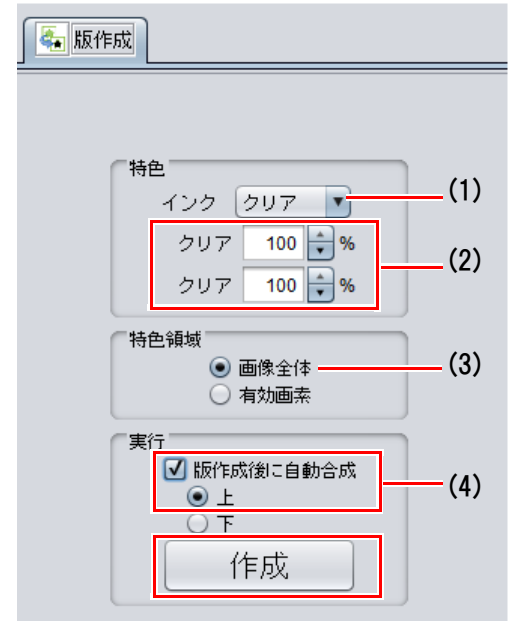 版作成
特色
インク クリア (1)
クリア 100 %
(2)
クリア 100 %
特色領域
画像全体 (3)
有効画素
実行
版作成後に自動合成
上 (4)
下
作成